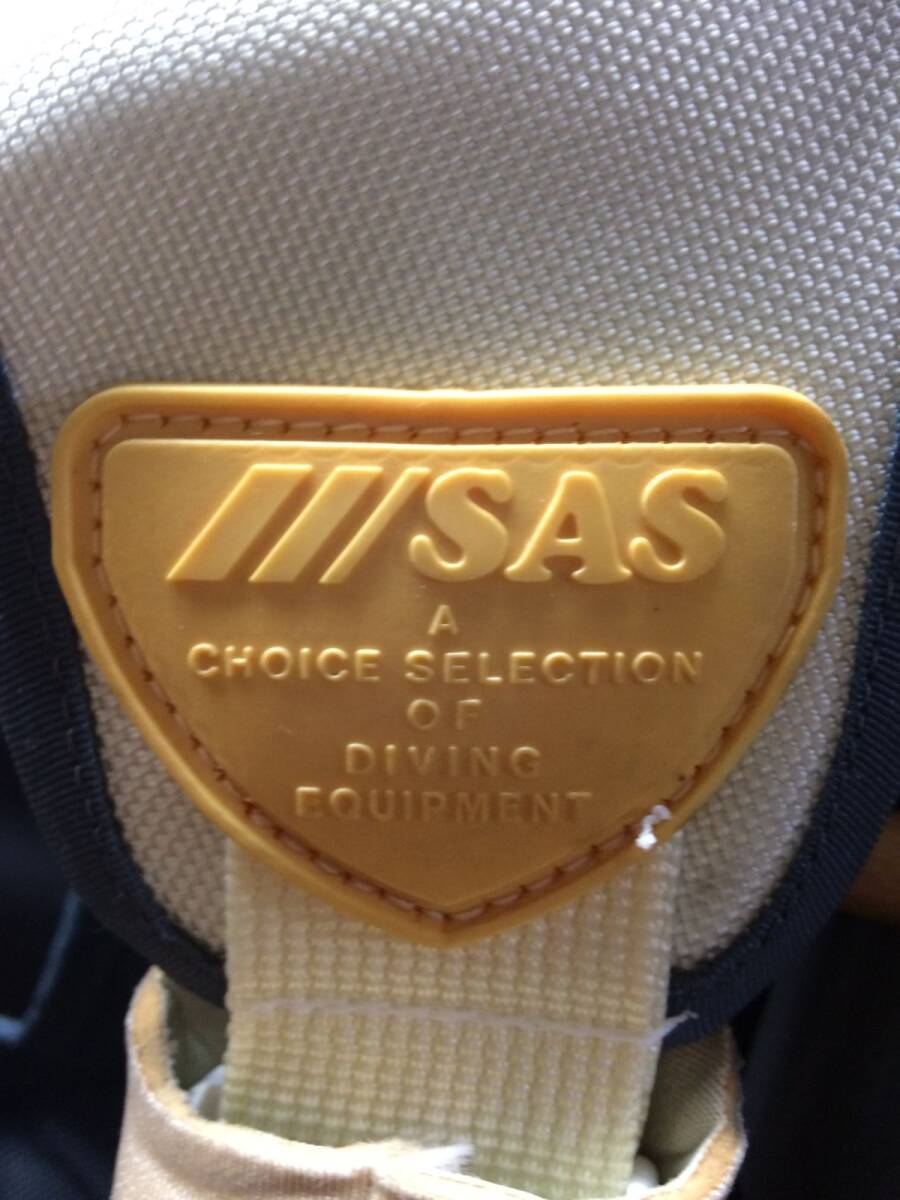 SAS
A
CHOICE SELECTION
OF
DIVING
EQUIPMENT